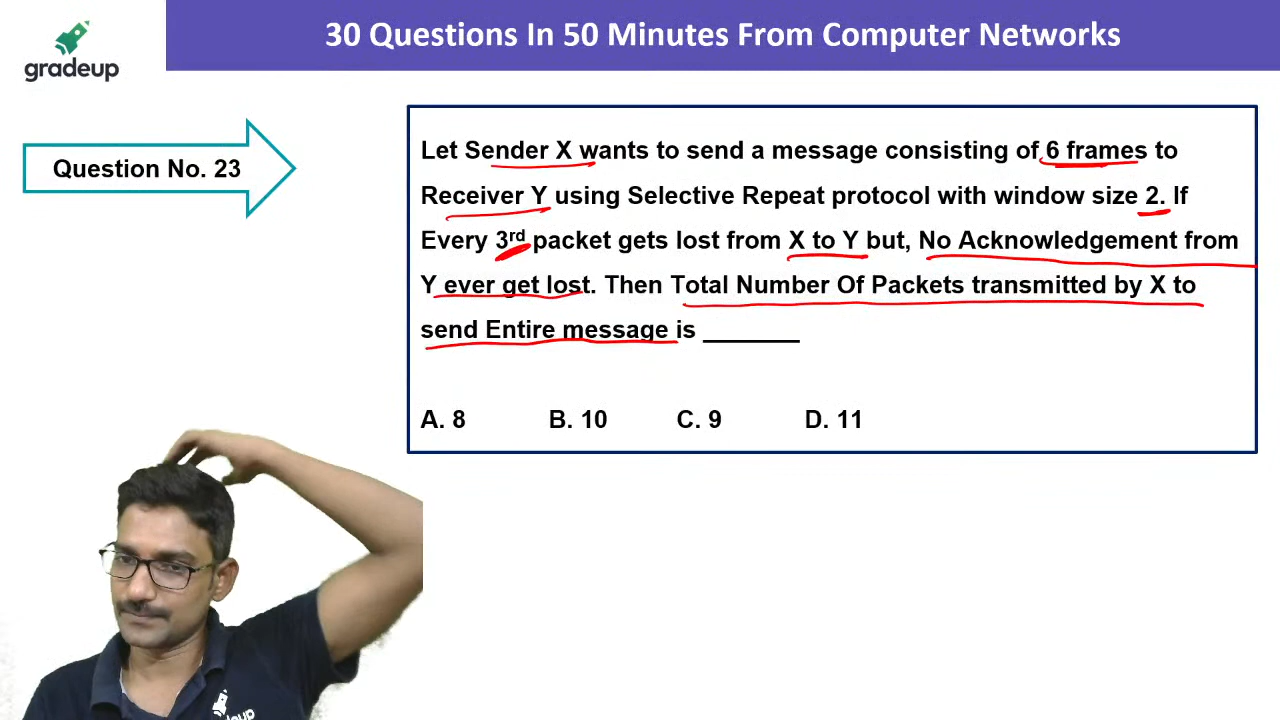 30 Questions In 50 Minutes From Computer Networks
gradeup
Question No. 23
Let Sender X wants to send a message consisting of 6 frames to
Receiver Y using Selective Repeat protocol with window size 2. If
Every 3rd packet gets lost from X to Y but, No Acknowledgement from
Y ever get lost. Then Total Number Of Packets transmitted by X to
send Entire message is ________
A. 8 B. 10 C. 9 D. 11